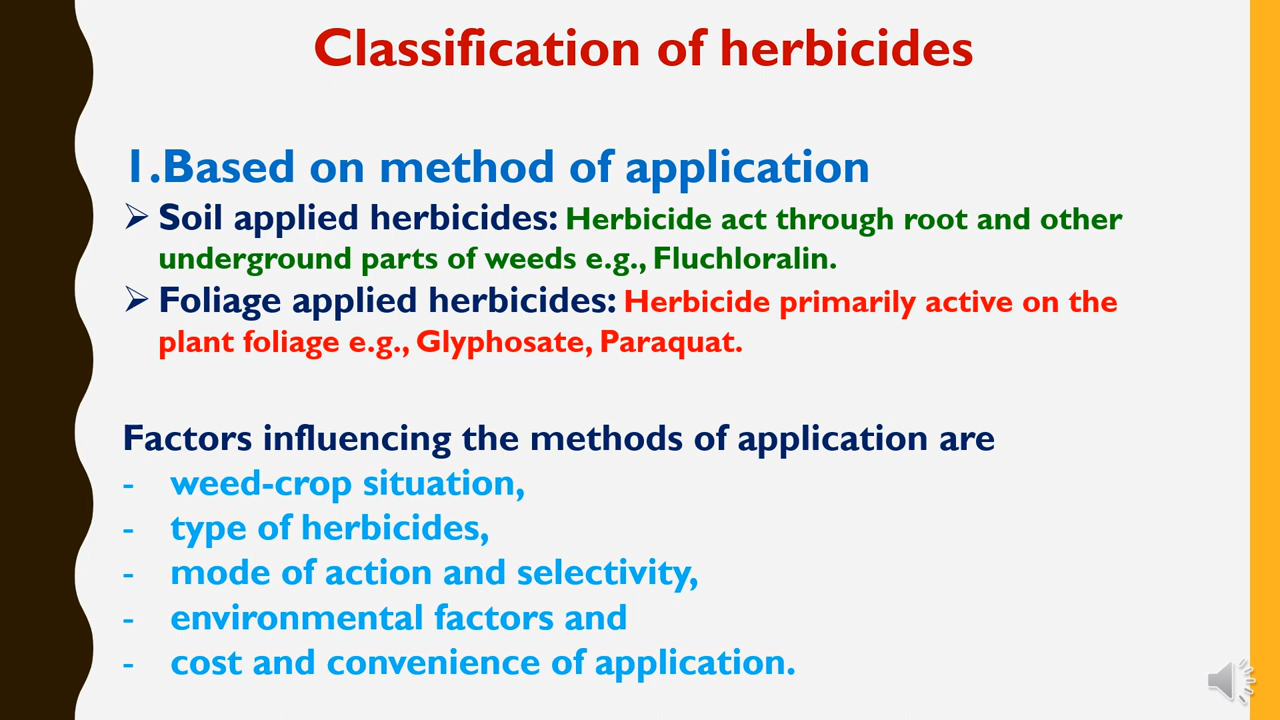 Classification of herbicides
1.Based on method of application
➢ Soil applied herbicides: Herbicide act through root and other
underground parts of weeds e.g., Fluchloralin.
➢ Foliage applied herbicides: Herbicide primarily active on the
plant foliage e.g., Glyphosate, Paraquat.
Factors influencing the methods of application are
- weed-crop situation,
- type of herbicides,
- mode of action and selectivity,
- environmental factors and
- cost and convenience of application.